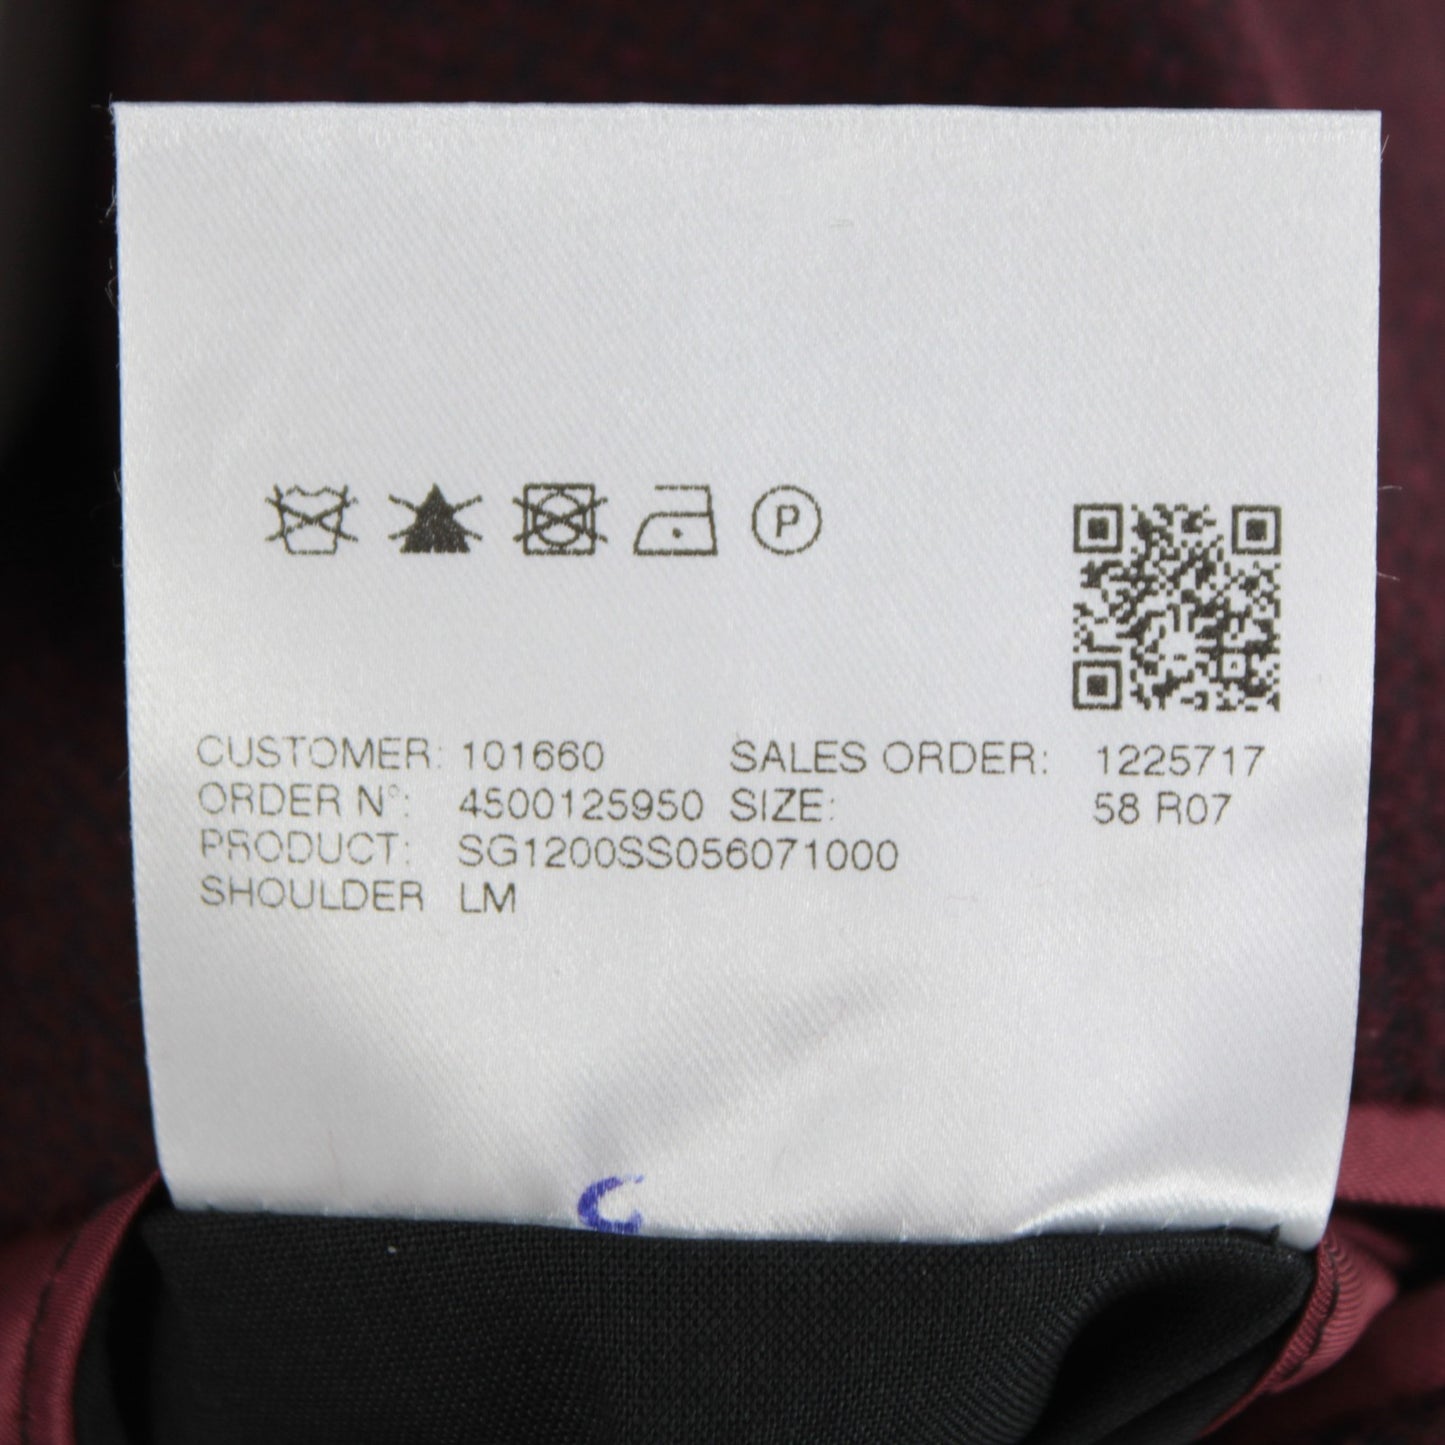 P
CUSTOMER: 101660 SALES ORDER: 1225717
ORDER N°: 4500125950 SIZE: 58 R07
PRODUCT: SG1200SS056071000
SHOULDER LM